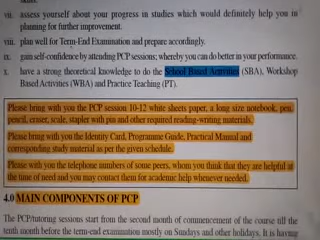 vii. assess yourself about your progress in studies which would definitely help you in
planning for further improvement.
viii. plan well for Term-End Examination and prepare accordingly.
ix. gain self-confidence by attending PCP sessions; whereby you can do better in your performance.
x. have a strong theoretical knowledge to do the School Based Activities (SBA), Workshop
Based Activities (WBA) and Practice Teaching (PT).
Please bring with you the PCP session 10-12 white sheets paper, a long size notebook, pen,
pencil, eraser, scale, stapler with pin and other required reading-writing materials.
Please bring with you the Identity Card, Programme Guide, Practical Manual and
corresponding study material as per the given schedule.
Please with you the telephone numbers of some peers, whom you think that they are helpful at
the time of need and you may contact them for academic help whenever needed.
4.0 MAIN COMPONENTS OF PCP
The PCP/tutoring sessions start from the second month of commencement of the course till the
tenth month before the term-end examination mostly on Sundays and other holidays. It is having